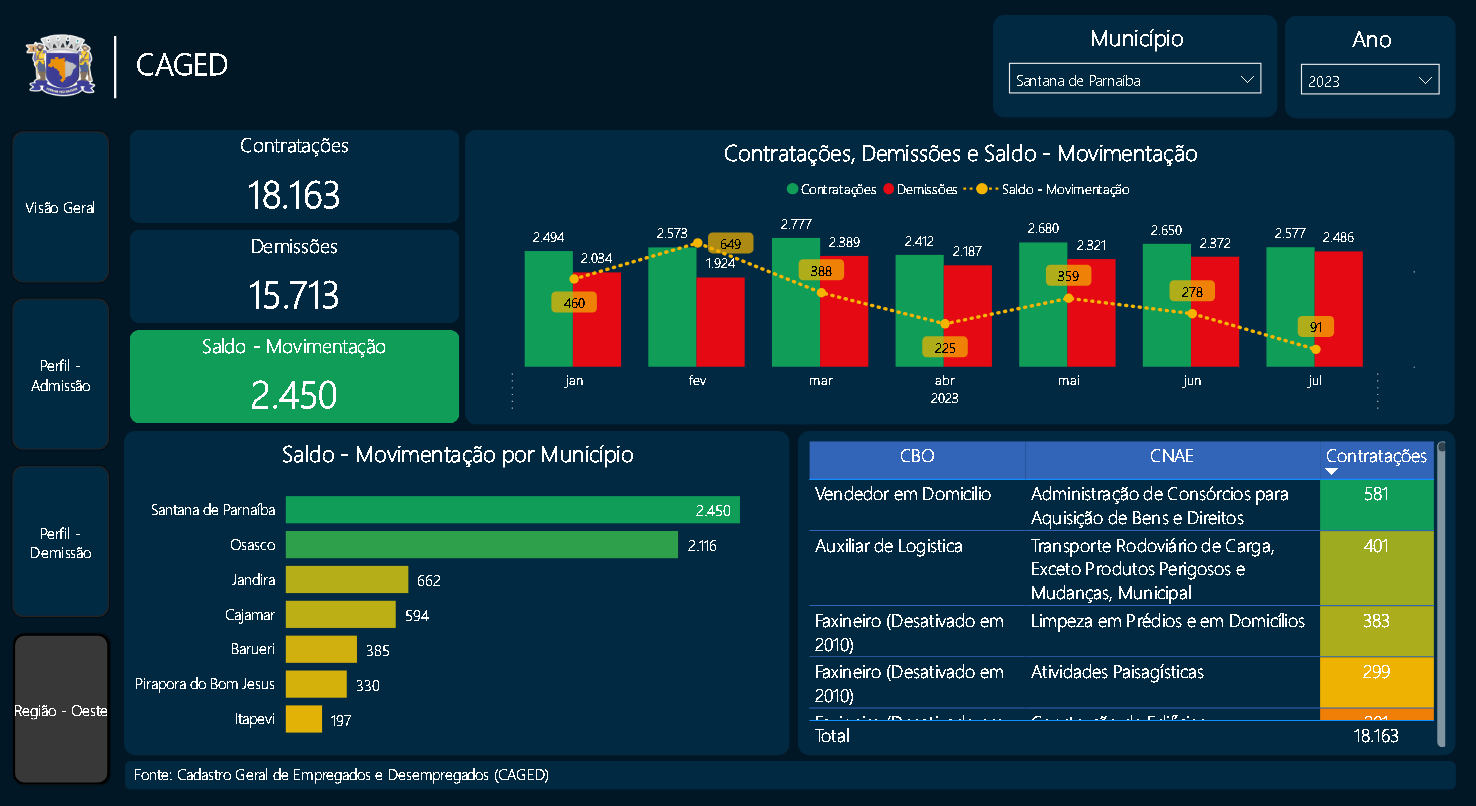 CAGED
Município
Santana de Parnaíba
Ano
2023
Visão Geral
Perfil -
Admissão
Perfil -
Demissão
Região - Oeste
Contratações
18.163
Demissões
15.713
Saldo - Movimentação
2.450
Contratações, Demissões e Saldo - Movimentação
Contratações Demissões Saldo - Movimentação
2.494 2.034 460
2.573 1.924 649
2.777 2.389 388
2.412 2.187 225
2.680 2.321 359
2.650 2.372 278
2.577 2.486 91
jan fev mar abr mai jun jul
2023
Saldo - Movimentação por Município
Santana de Parnaíba 2.450
Osasco 2.116
Jandira 662
Cajamar 594
Barueri 385
Pirapora do Bom Jesus 330
Itapevi 197
CBO CNAE Contratações
Vendedor em Domicilio Administração de Consórcios para 581
Aquisição de Bens e Direitos
Auxiliar de Logistica Transporte Rodoviário de Carga, 401
Exceto Produtos Perigosos e
Mudanças, Municipal
Faxineiro (Desativado em Limpeza em Prédios e em Domicílios 383
2010)
Faxineiro (Desativado em Atividades Paisagísticas 299
2010)
Total 18.163
Fonte: Cadastro Geral de Empregados e Desempregados (CAGED)